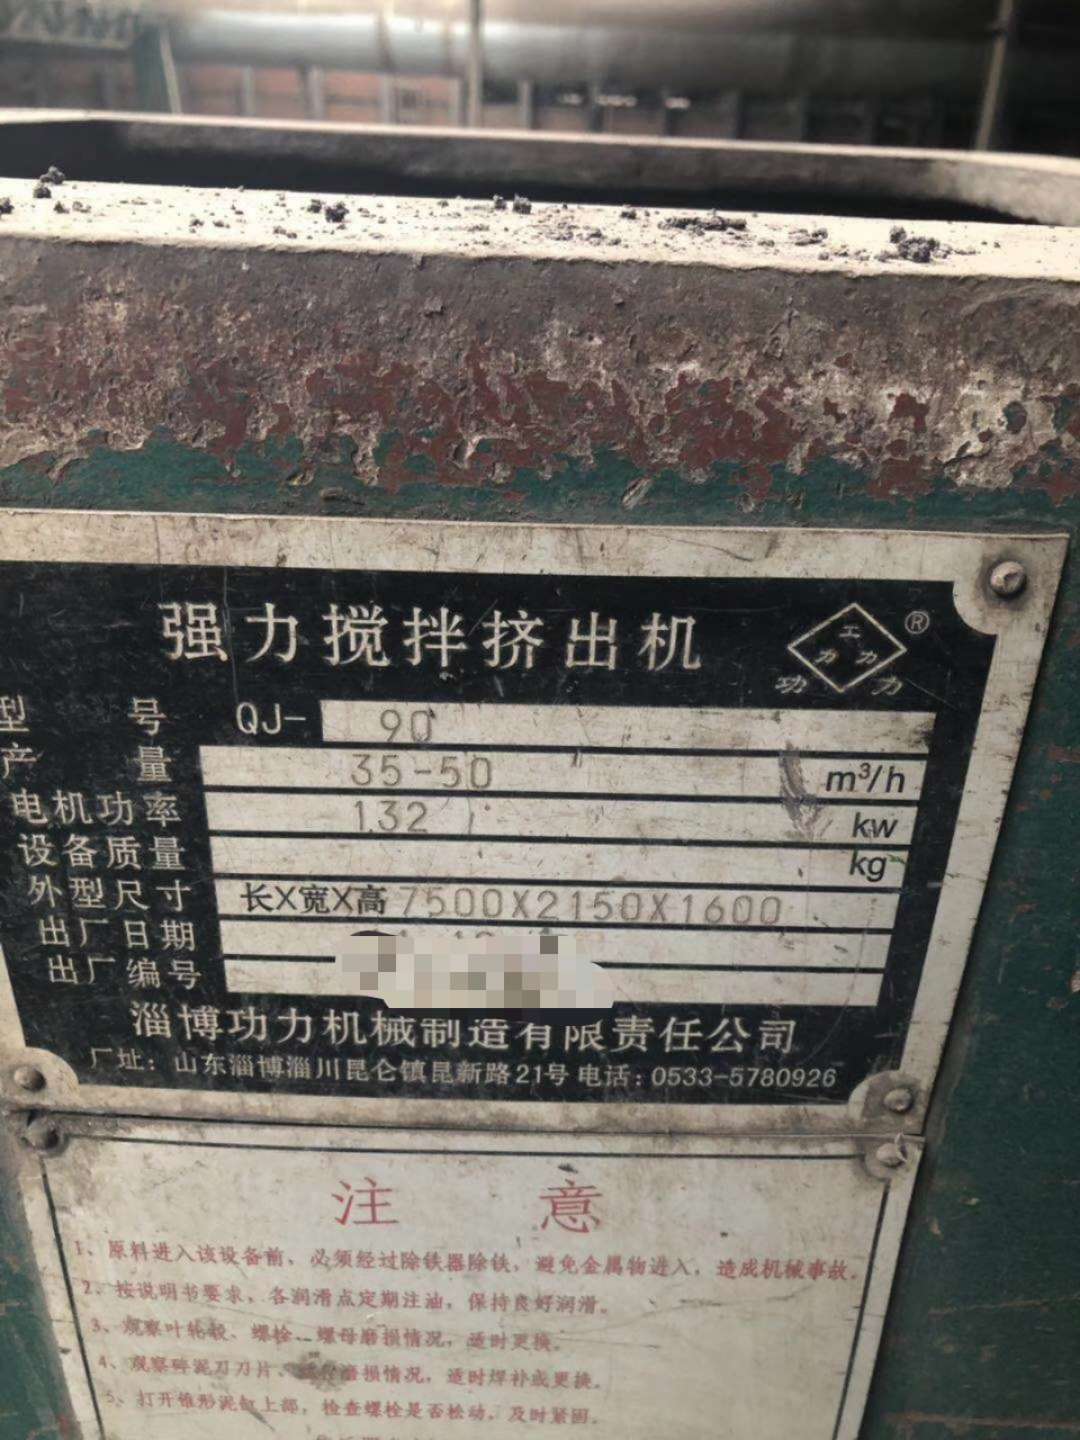 强力搅拌挤出机
工
力 力
功 力 ®
型 号 QJ- 90
产 量 35-50 m³/h
电机功率 132 kw
设备质量 kg
外型尺寸 长X宽X高 7500X2150X1600
出厂日期
出厂编号
淄博功力机械制造有限责任公司
厂址：山东淄博淄川昆仑镇昆新路21号 电话：0533-5780926
注 意
1、原料进入该设备前，必须经过除铁器除铁，避免金属物进入，造成机械事故。
2、按说明书要求，各润滑点定期注油，保持良好润滑。
3、观察叶轮较、螺栓、螺母磨损情况，适时更换。
4、观察碎泥刀刀片、磨损情况，适时焊补或更换。
5、打开锥形泥缸上部，检查螺栓是否松动，及时紧固。